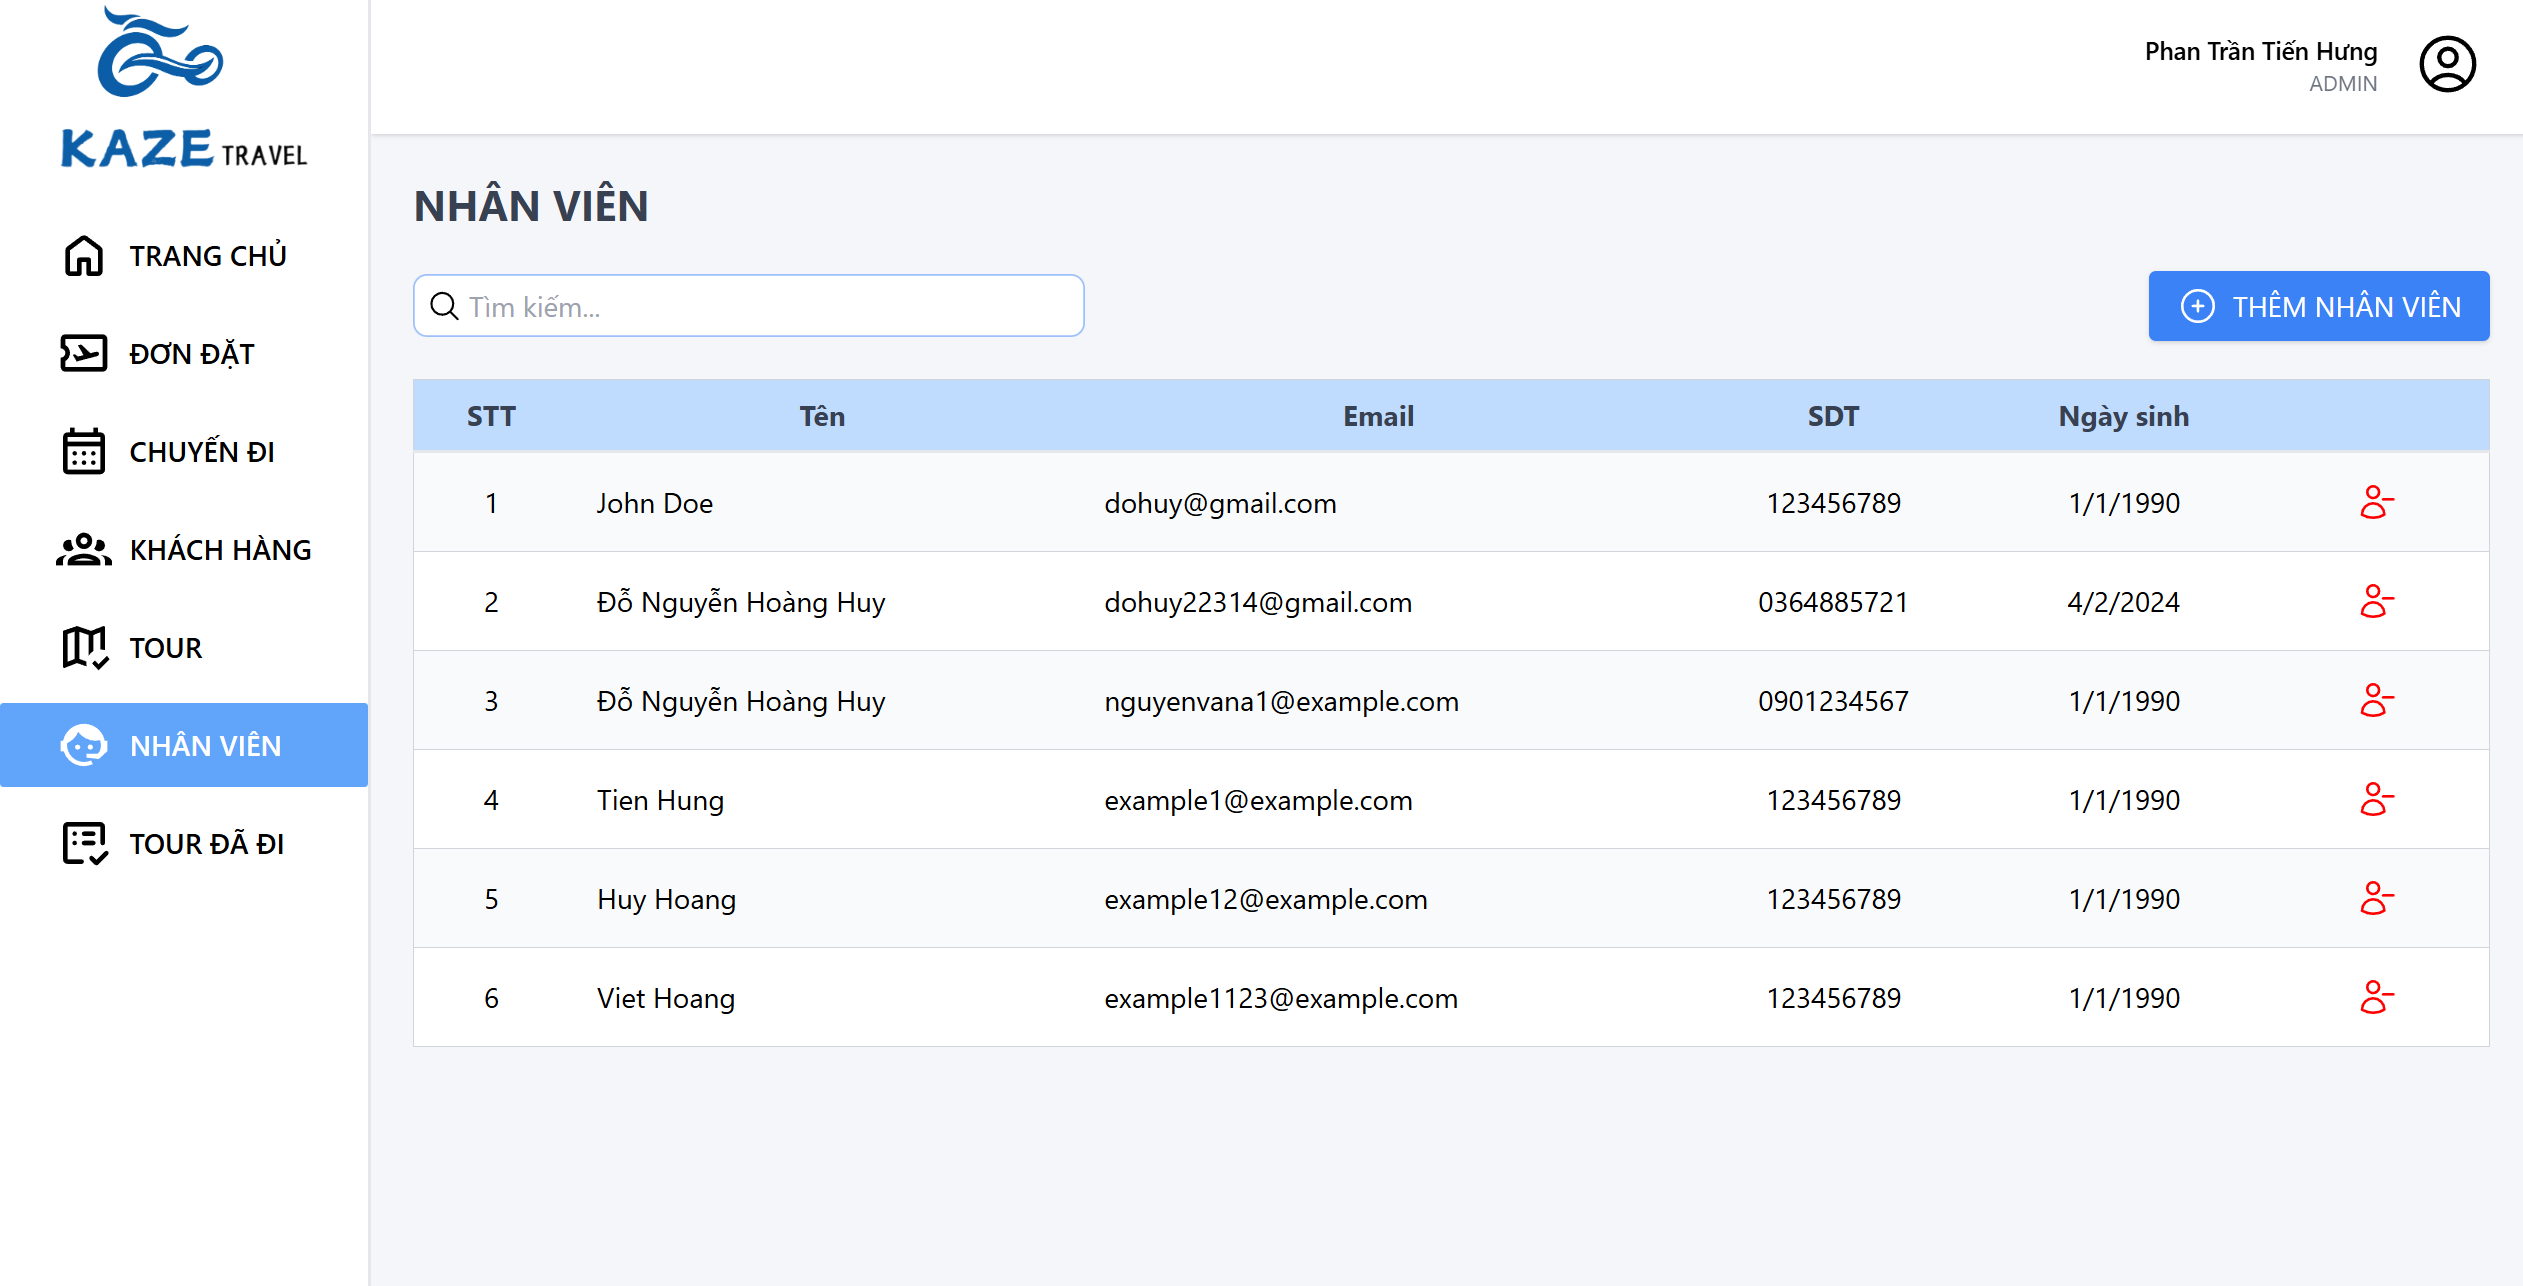 KAZE TRAVEL
TRANG CHỦ
ĐƠN ĐẶT
CHUYẾN ĐI
KHÁCH HÀNG
TOUR
NHÂN VIÊN
TOUR ĐÃ ĐI
Phan Trần Tiến Hưng
ADMIN
NHÂN VIÊN
Tìm kiếm...
THÊM NHÂN VIÊN
STT Tên Email SDT Ngày sinh
1 John Doe dohuy@gmail.com 123456789 1/1/1990
2 Đỗ Nguyễn Hoàng Huy dohuy22314@gmail.com 0364885721 4/2/2024
3 Đỗ Nguyễn Hoàng Huy nguyenvana1@example.com 0901234567 1/1/1990
4 Tien Hung example1@example.com 123456789 1/1/1990
5 Huy Hoang example12@example.com 123456789 1/1/1990
6 Viet Hoang example1123@example.com 123456789 1/1/1990